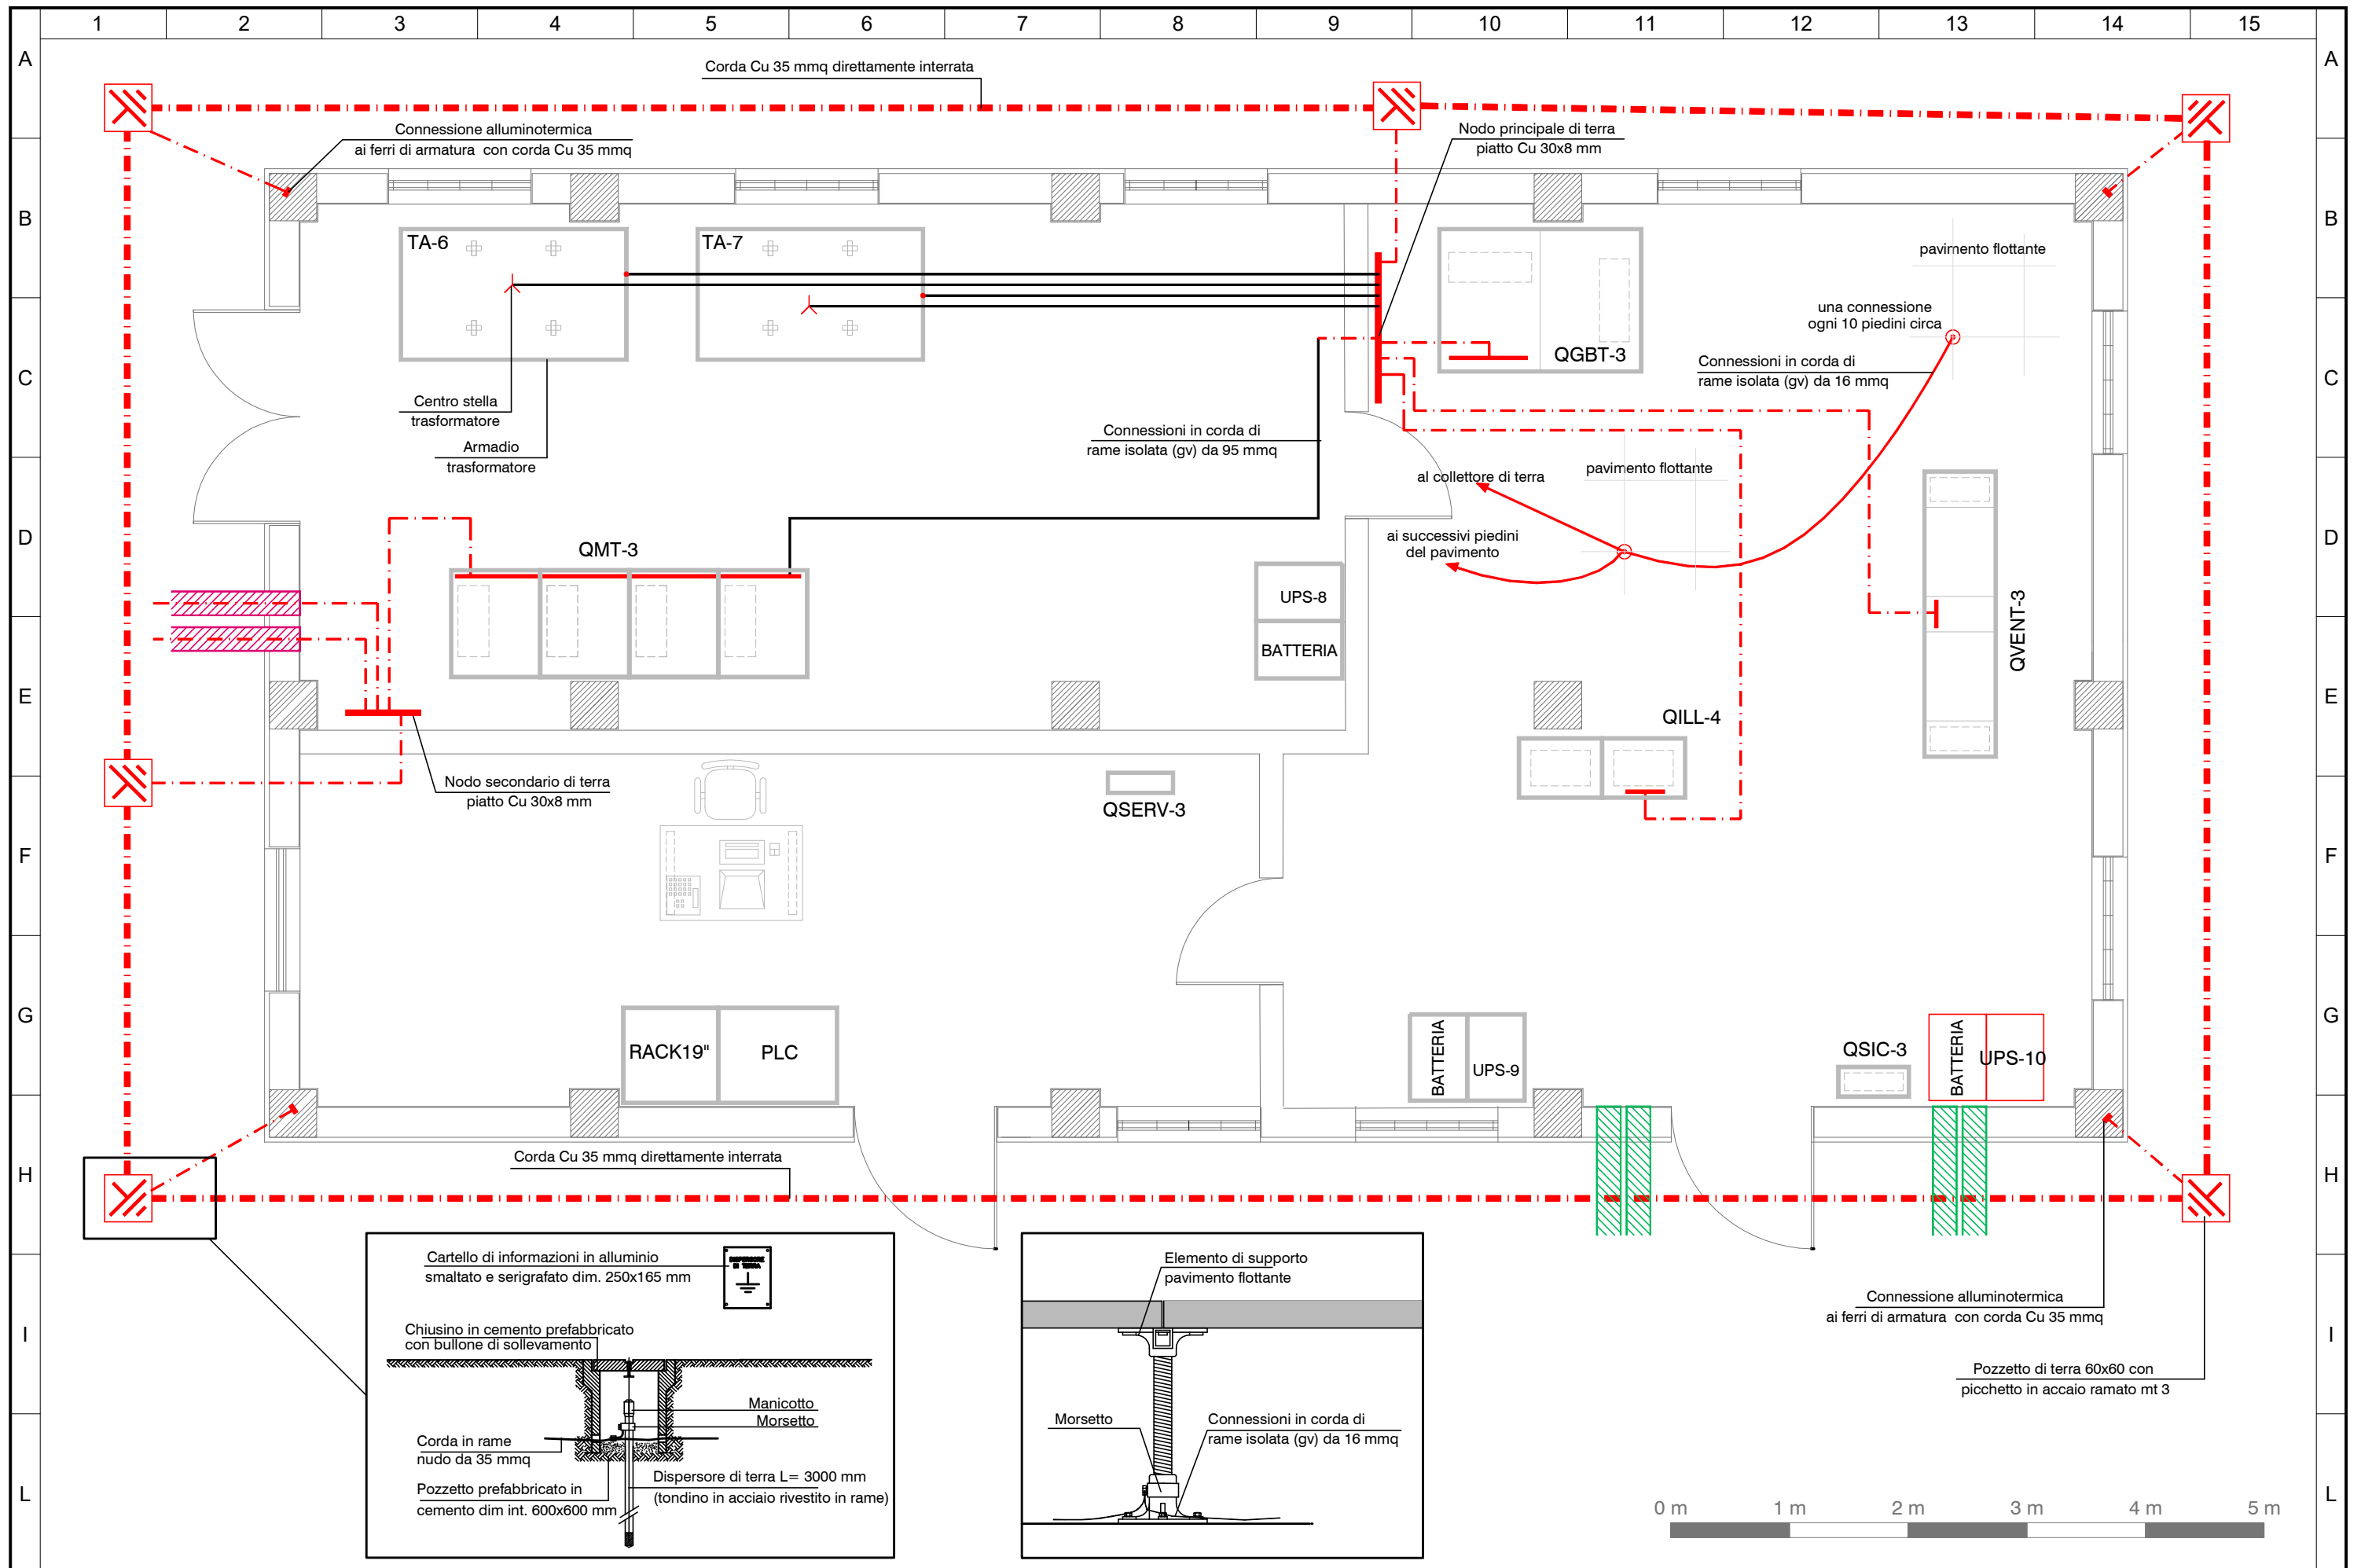 1 2 3 4 5 6 7 8 9 10 11 12 13 14 15
A A
Corda Cu 35 mmq direttamente interrata
Connessione alluminotermica
ai ferri di armatura con corda Cu 35 mmq
Nodo principale di terra
piatto Cu 30x8 mm
B B
TA-6
TA-7
pavimento flottante
una connessione
ogni 10 piedini circa
QGBT-3
Connessioni in corda di
rame isolata (gv) da 16 mmq
C C
Centro stella
trasformatore
Armadio
trasformatore
Connessioni in corda di
rame isolata (gv) da 95 mmq
al collettore di terra
pavimento flottante
D D
ai successivi piedini
del pavimento
QMT-3
UPS-8
BATTERIA
QVENT-3
E E
QILL-4
Nodo secondario di terra
piatto Cu 30x8 mm
QSERV-3
F F
G G
RACK19"
PLC
BATTERIA
UPS-9
QSIC-3
BATTERIA
UPS-10
H H
Corda Cu 35 mmq direttamente interrata
Cartello di informazioni in alluminio
smaltato e serigrafato dim. 250x165 mm
DISPERSORE
DI TERRA
Chiusino in cemento prefabbricato
con bullone di sollevamento
Manicotto
Morsetto
Corda in rame
nudo da 35 mmq
Pozzetto prefabbricato in
cemento dim int. 600x600 mm
Dispersore di terra L= 3000 mm
(tondino in acciaio rivestito in rame)
Elemento di supporto
pavimento flottante
Morsetto
Connessioni in corda di
rame isolata (gv) da 16 mmq
Connessione alluminotermica
ai ferri di armatura con corda Cu 35 mmq
I I
Pozzetto di terra 60x60 con
picchetto in accaio ramato mt 3
L L
0 m 1 m 2 m 3 m 4 m 5 m